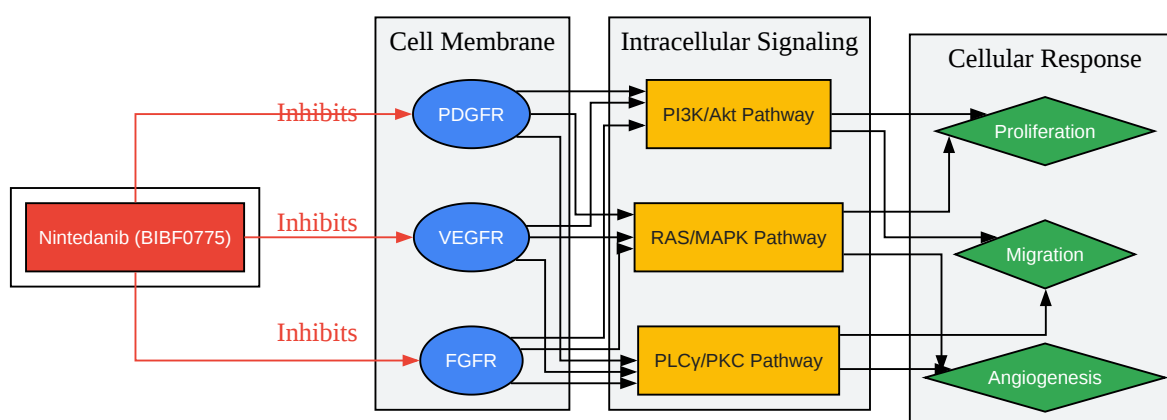 Cell Membrane
Intracellular Signaling
Cellular Response
Inhibits
PDGFR
PI3K/Akt Pathway
Proliferation
Nintedanib (BIBF0775)
Inhibits
VEGFR
RAS/MAPK Pathway
Migration
Inhibits
FGFR
PLCγ/PKC Pathway
Angiogenesis